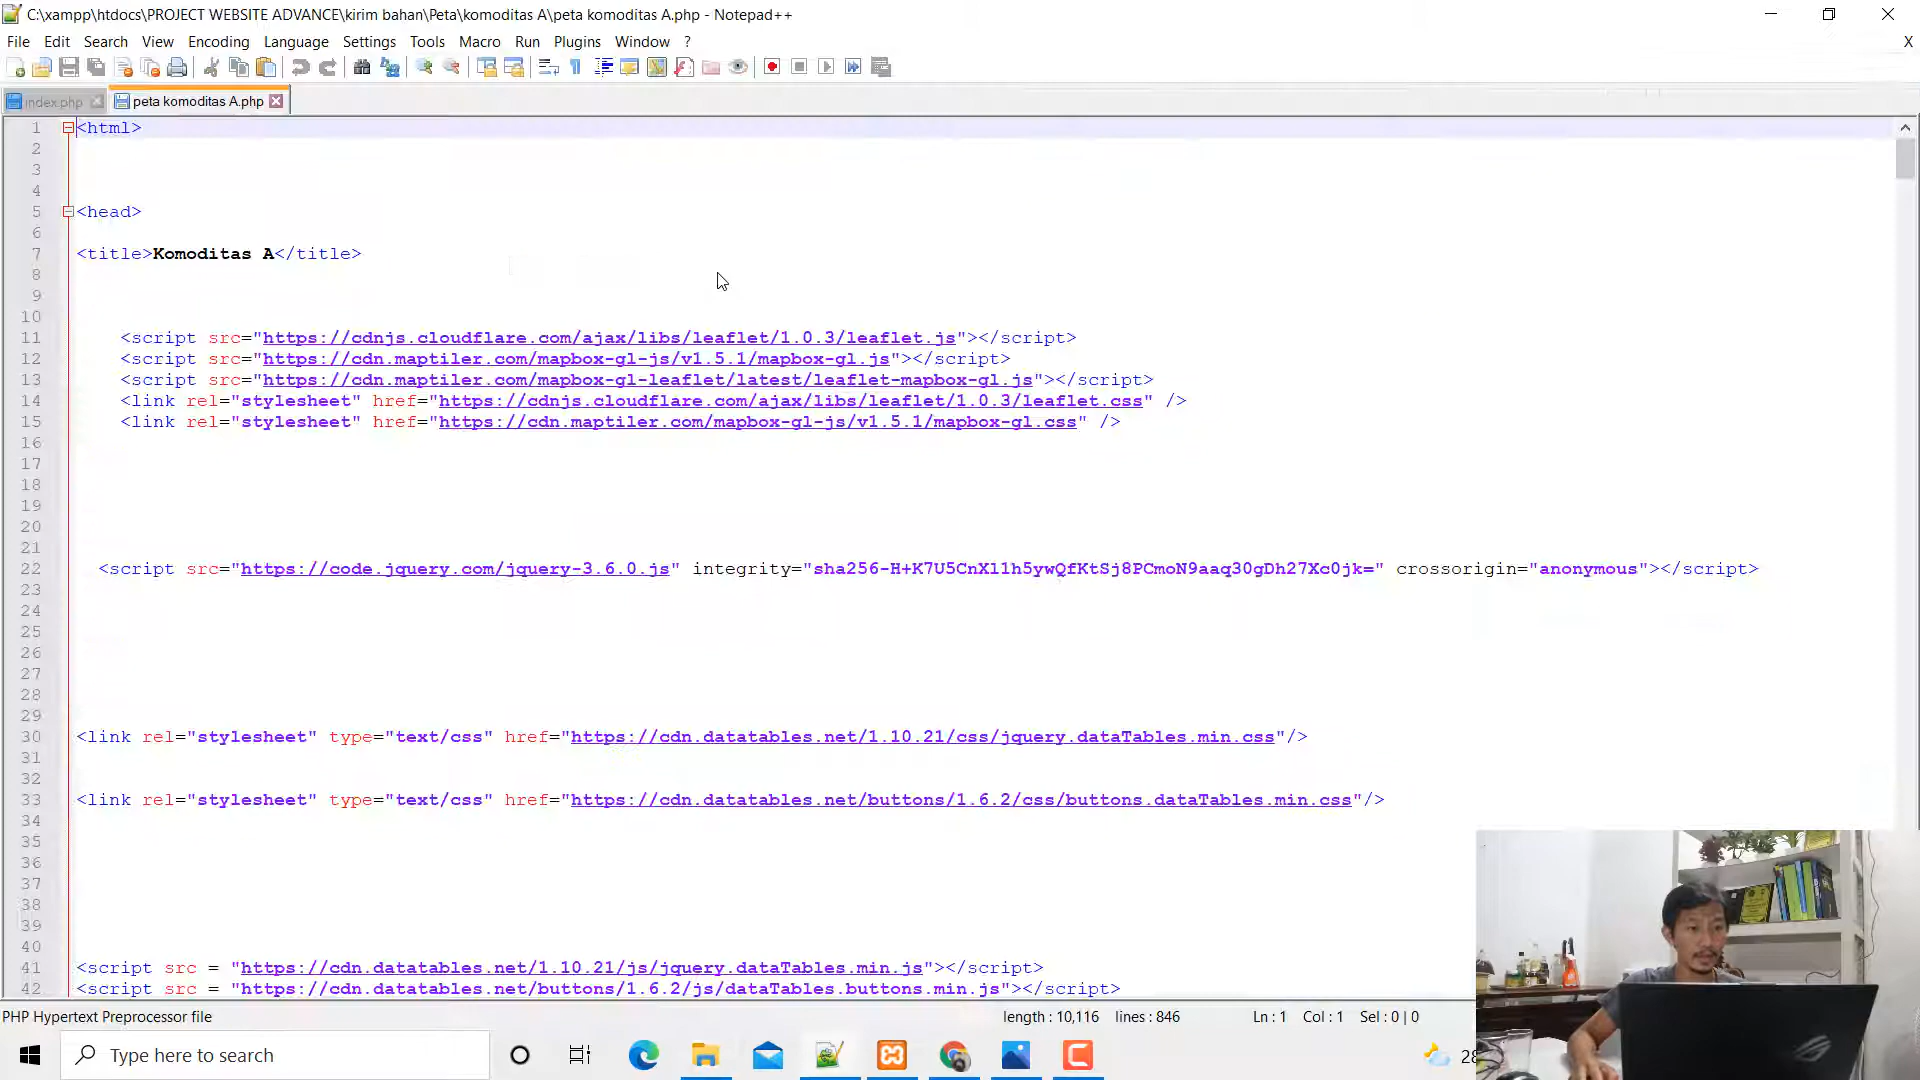 C:\xampp\htdocs\PROJECT WEBSITE ADVANCE\kirim bahan\Peta\komoditas A\peta komoditas A.php - Notepad++
File Edit Search View Encoding Language Settings Tools Macro Run Plugins Window ? X
index.php peta komoditas A.php
1 <html>
2
3
4
5 <head>
6
7 <title>Komoditas A</title>
8
9
10
11 <script src="https://cdnjs.cloudflare.com/ajax/libs/leaflet/1.0.3/leaflet.js"></script>
12 <script src="https://cdn.maptiler.com/mapbox-gl-js/v1.5.1/mapbox-gl.js"></script>
13 <script src="https://cdn.maptiler.com/mapbox-gl-leaflet/latest/leaflet-mapbox-gl.js"></script>
14 <link rel="stylesheet" href="https://cdnjs.cloudflare.com/ajax/libs/leaflet/1.0.3/leaflet.css" />
15 <link rel="stylesheet" href="https://cdn.maptiler.com/mapbox-gl-js/v1.5.1/mapbox-gl.css" />
16
17
18
19
20
21
22 <script src="https://code.jquery.com/jquery-3.6.0.js" integrity="sha256-H+K7U5CnXl1h5ywQfKtSj8PCmoN9aaq30gDh27Xc0jk=" crossorigin="anonymous"></script>
23
24
25
26
27
28
29
30 <link rel="stylesheet" type="text/css" href="https://cdn.datatables.net/1.10.21/css/jquery.dataTables.min.css"/>
31
32
33 <link rel="stylesheet" type="text/css" href="https://cdn.datatables.net/buttons/1.6.2/css/buttons.dataTables.min.css"/>
34
35
36
37
38
39
40
41 <script src = "https://cdn.datatables.net/1.10.21/js/jquery.dataTables.min.js"></script>
42 <script src = "https://cdn.datatables.net/buttons/1.6.2/js/dataTables.buttons.min.js"></script>
PHP Hypertext Preprocessor file length : 10,116 lines : 846 Ln : 1 Col : 1 Sel : 0 | 0
Type here to search
28